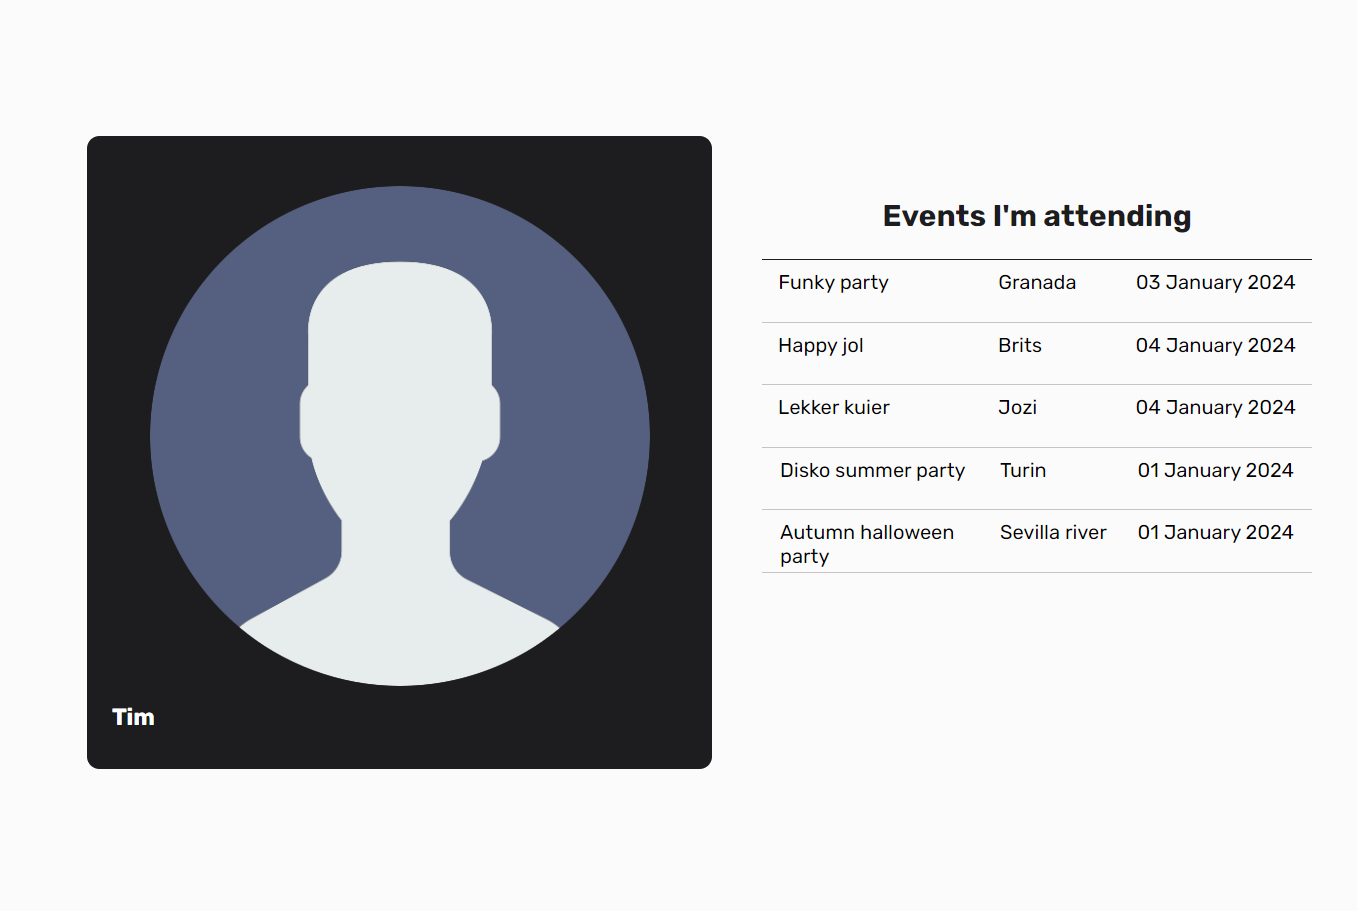 Events I'm attending
Funky party Granada 03 January 2024
Happy jol Brits 04 January 2024
Lekker kuier Jozi 04 January 2024
Disko summer party Turin 01 January 2024
Autumn halloween Sevilla river 01 January 2024
party
Tim